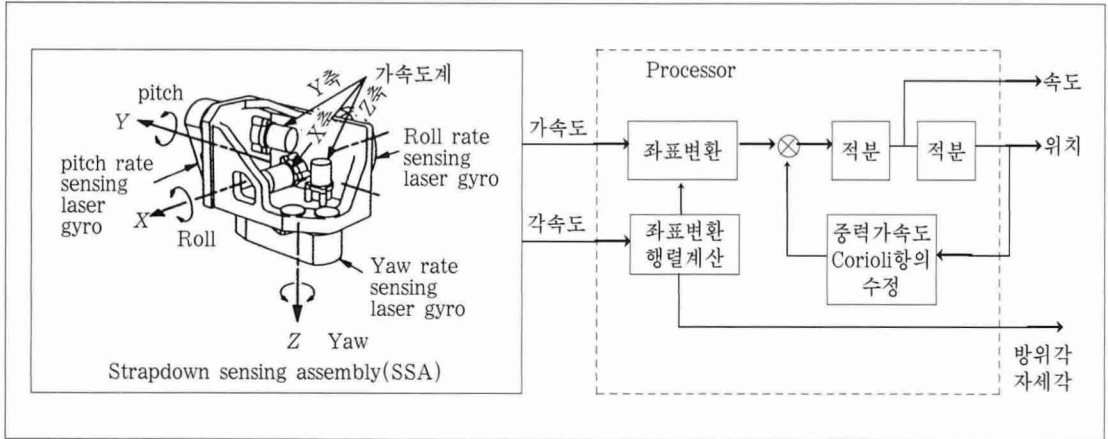 pitch
Y
Y축
X축
Z축
가속도계
Roll rate
sensing
laser gyro
pitch rate
sensing
laser
gyro
X
Roll
Yaw rate
sensing
laser gyro
Z Yaw
Strapdown sensing assembly(SSA)
가속도
각속도
Processor
좌표변환
적분
적분
속도
위치
좌표변환
행렬계산
중력가속도
Corioli항의
수정
방위각
자세각